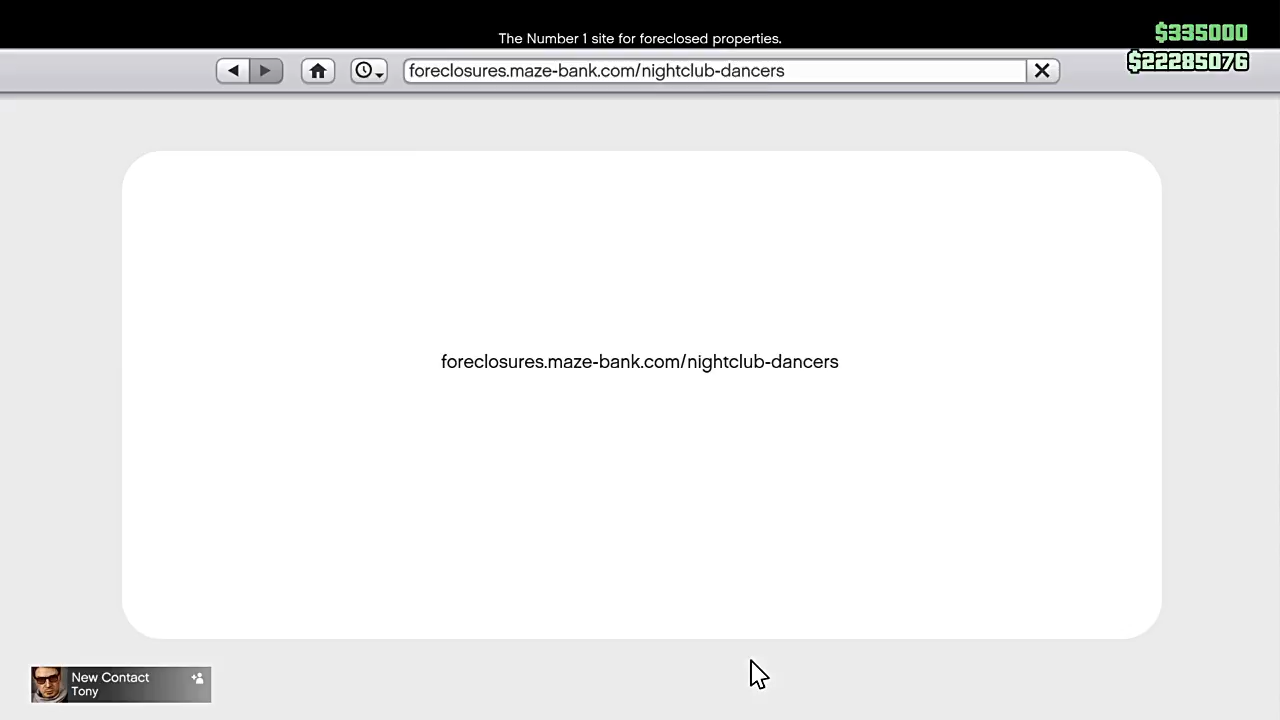 The Number 1 site for foreclosed properties.
$335000
$22285076
foreclosures.maze-bank.com/nightclub-dancers
foreclosures.maze-bank.com/nightclub-dancers
New Contact
Tony